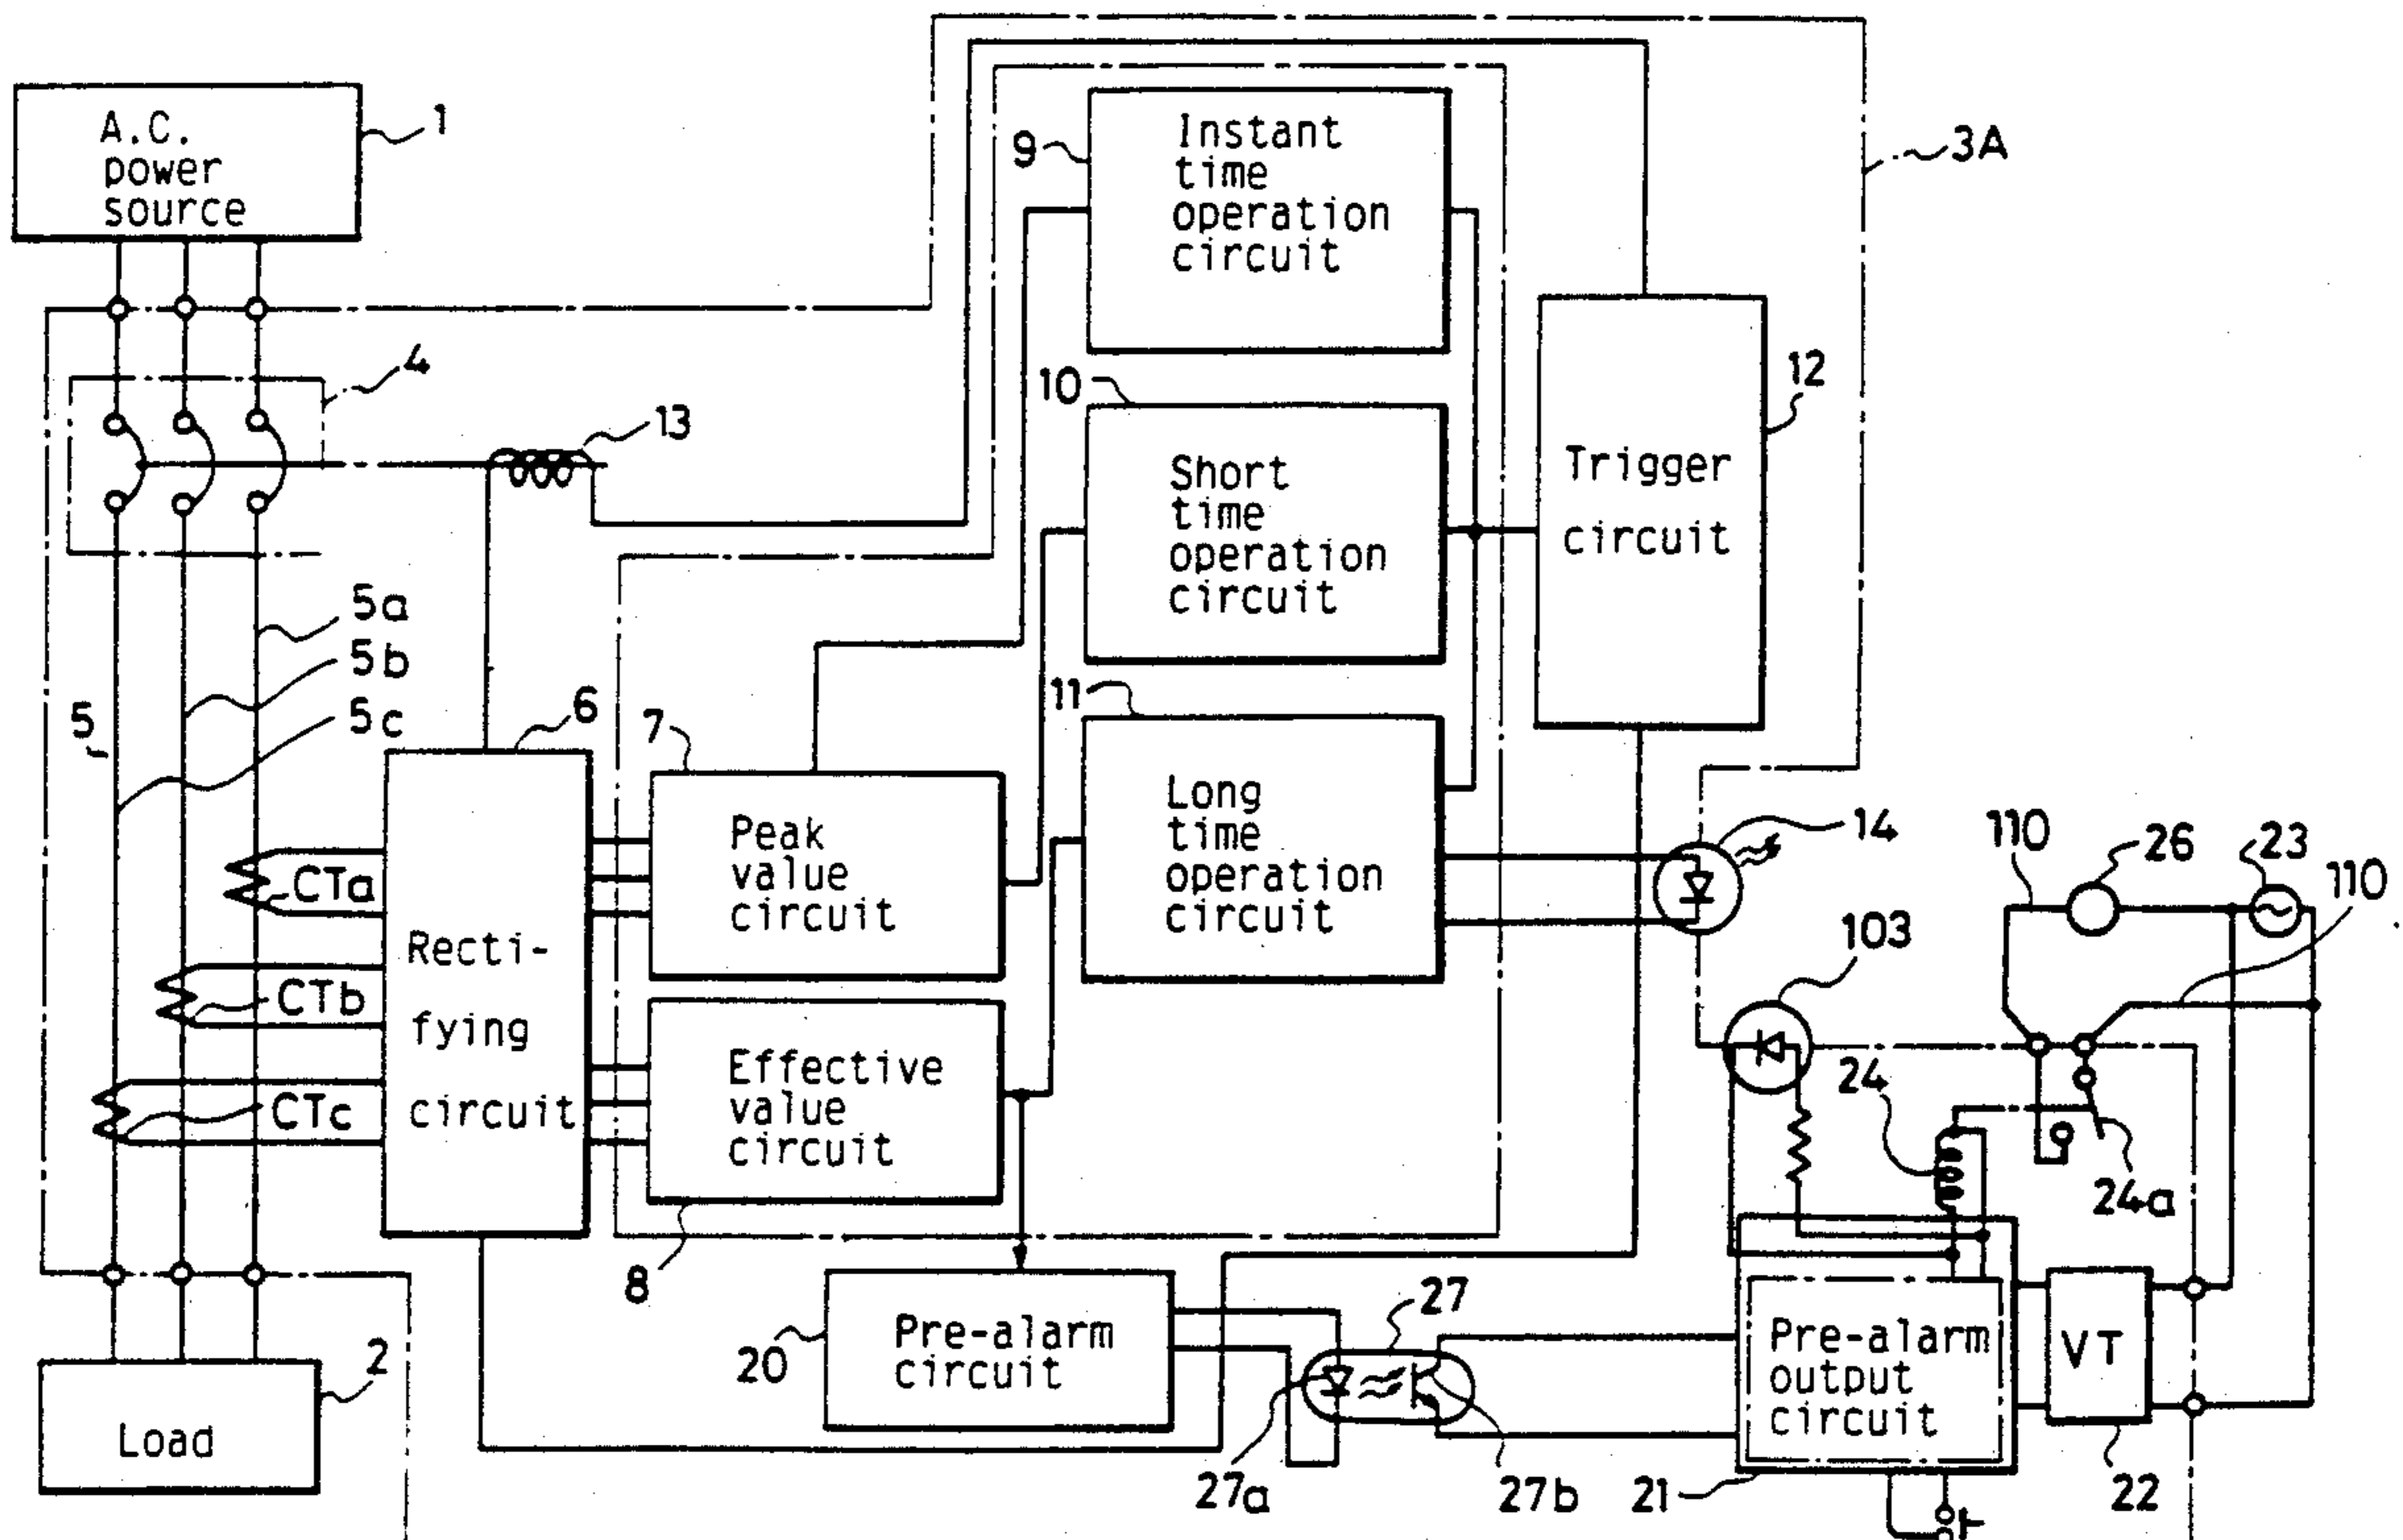 A.C.
power
source
1
3A
9
Instant
time
operation
circuit
4
13
10
Short
time
operation
circuit
12
Trigger
circuit
5a
5b
5c
5
6
7
11
Peak
value
circuit
Long
time
operation
circuit
14
110
26
23
110
CTa
CTb
CTc
Recti-
fying
circuit
103
Effective
value
circuit
24
24a
8
20
Pre-alarm
circuit
27
27a
27b
Pre-alarm
output
circuit
21
VT
22
2
Load